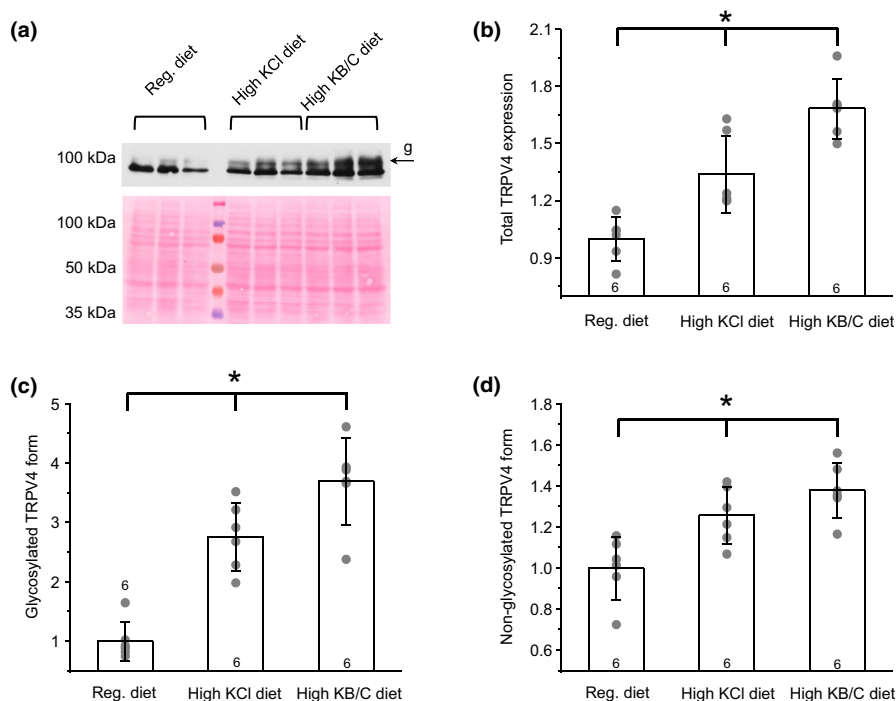 (a)
Reg. diet
High KCl diet
High KB/C diet
100 kDa
g
100 kDa
50 kDa
35 kDa
(b)
Total TRPV4 expression
2.1
1.8
1.5
1.2
0.9
*
6
6
6
Reg. diet
High KCl diet
High KB/C diet
(c)
Glycosylated TRPV4 form
5
4
3
2
1
*
6
6
6
Reg. diet
High KCl diet
High KB/C diet
(d)
Non-glycosylated TRPV4 form
1.8
1.6
1.4
1.2
1.0
0.8
0.6
*
6
6
6
Reg. diet
High KCl diet
High KB/C diet